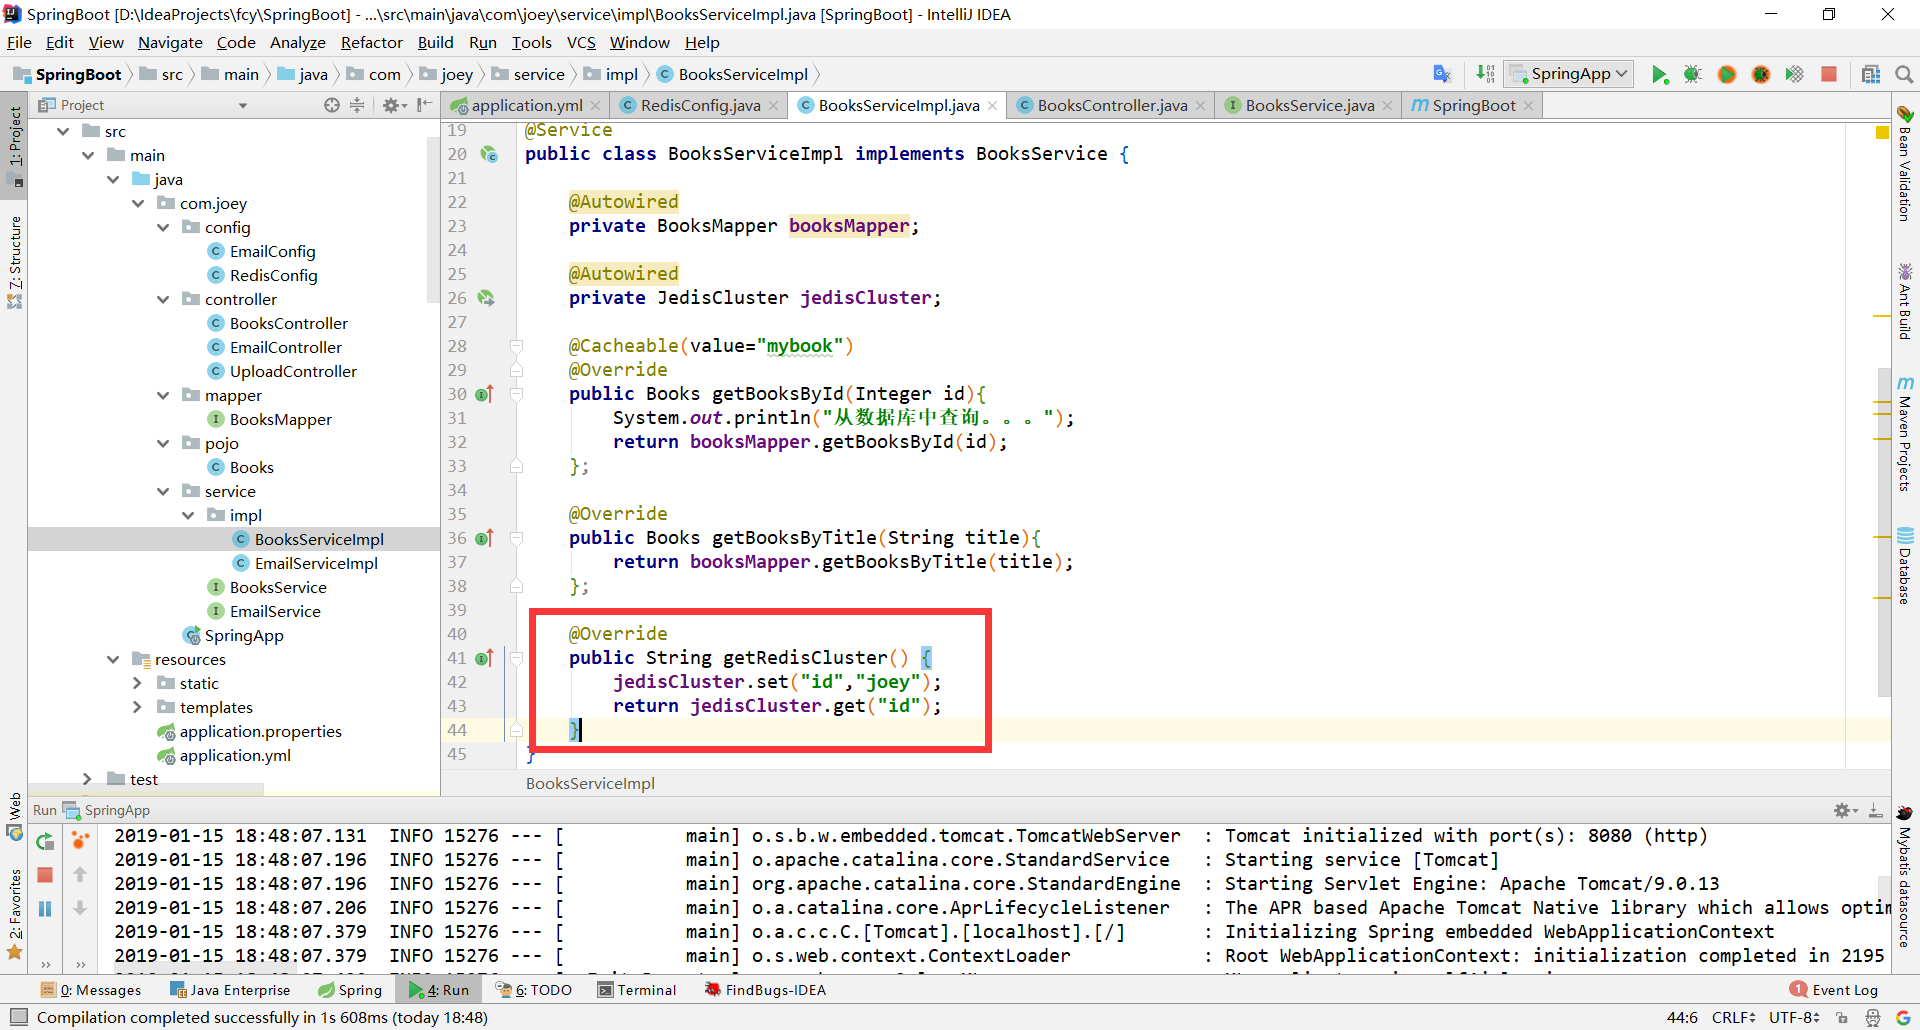 SpringBoot [D:\IdeaProjects\fcy\SpringBoot] - ...\src\main\java\com\joey\service\impl\BooksServiceImpl.java [SpringBoot] - IntelliJ IDEA
File Edit View Navigate Code Analyze Refactor Build Run Tools VCS Window Help
SpringBoot src main java com joey service impl BooksServiceImpl
SpringApp
Project
application.yml RedisConfig.java BooksServiceImpl.java BooksController.java BooksService.java SpringBoot
1: Project
7: Structure
Web
2: Favorites
src
main
java
com.joey
config
EmailConfig
RedisConfig
controller
BooksController
EmailController
UploadController
mapper
BooksMapper
pojo
Books
service
impl
BooksServiceImpl
EmailServiceImpl
BooksService
EmailService
SpringApp
resources
static
templates
application.properties
application.yml
test
19 @Service
20 public class BooksServiceImpl implements BooksService {
21
22 @Autowired
23 private BooksMapper booksMapper;
24
25 @Autowired
26 private JedisCluster jedisCluster;
27
28 @Cacheable(value="mybook")
29 @Override
30 public Books getBooksById(Integer id){
31 System.out.println("从数据库中查询。。。");
32 return booksMapper.getBooksById(id);
33 };
34
35 @Override
36 public Books getBooksByTitle(String title){
37 return booksMapper.getBooksByTitle(title);
38 };
39
40 @Override
41 public String getRedisCluster() {
42 jedisCluster.set("id","joey");
43 return jedisCluster.get("id");
44 }
45 }
BooksServiceImpl
Bean Validation
Ant Build
Maven Projects
Database
Mybatis datasource
Run SpringApp
2019-01-15 18:48:07.131 INFO 15276 --- [ main] o.s.b.w.embedded.tomcat.TomcatWebServer : Tomcat initialized with port(s): 8080 (http)
2019-01-15 18:48:07.196 INFO 15276 --- [ main] o.apache.catalina.core.StandardService : Starting service [Tomcat]
2019-01-15 18:48:07.196 INFO 15276 --- [ main] org.apache.catalina.core.StandardEngine : Starting Servlet Engine: Apache Tomcat/9.0.13
2019-01-15 18:48:07.206 INFO 15276 --- [ main] o.a.catalina.core.AprLifecycleListener : The APR based Apache Tomcat Native library which allows optim
2019-01-15 18:48:07.379 INFO 15276 --- [ main] o.a.c.c.C.[Tomcat].[localhost].[/] : Initializing Spring embedded WebApplicationContext
2019-01-15 18:48:07.379 INFO 15276 --- [ main] o.s.web.context.ContextLoader : Root WebApplicationContext: initialization completed in 2195
0: Messages Java Enterprise Spring 4: Run 6: TODO Terminal FindBugs-IDEA 1 Event Log
Compilation completed successfully in 1s 608ms (today 18:48) 44:6 CRLF UTF-8